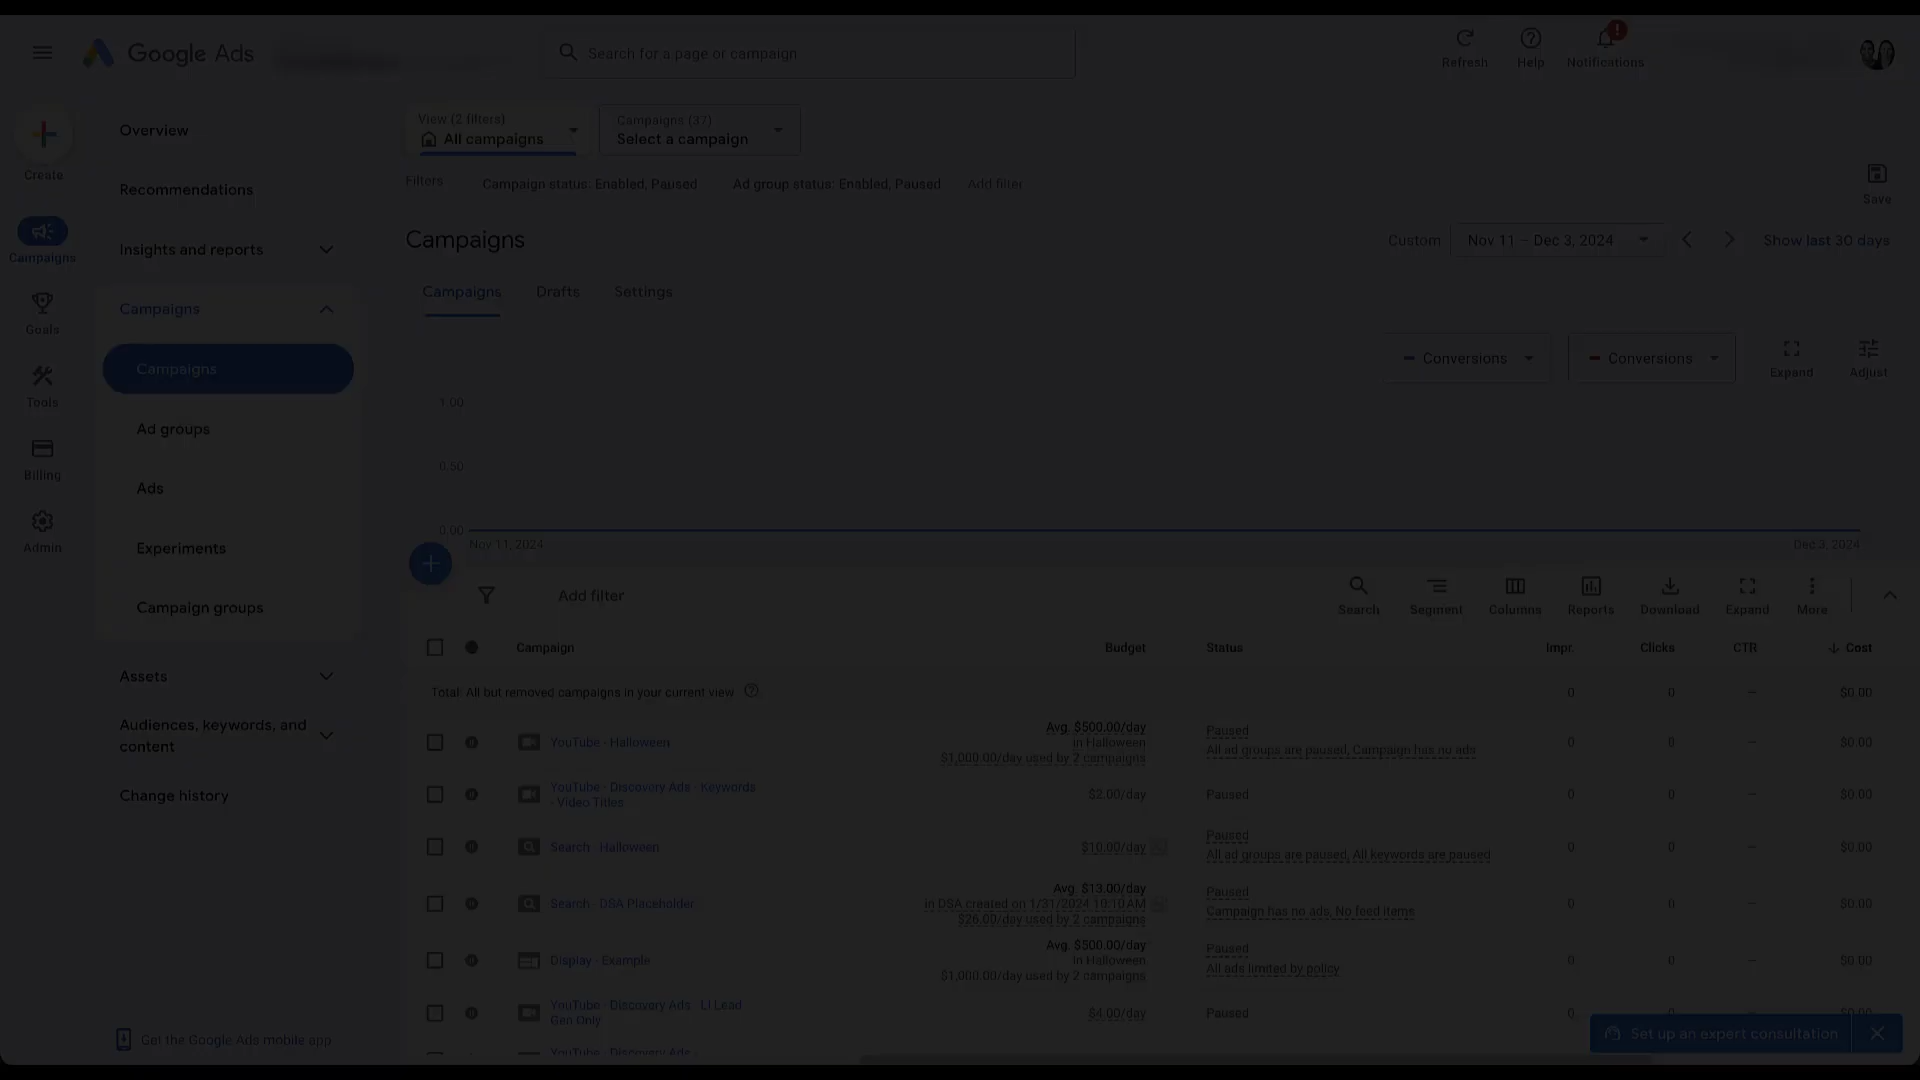 Google Ads
Search for a page or campaign
Refresh
Help
Notifications
!
Create
Campaigns
Goals
Tools
Billing
Admin
Overview
Recommendations
Insights and reports
Campaigns
Campaigns
Ad groups
Ads
Experiments
Campaign groups
Assets
Audiences, keywords, and
content
Change history
Get the Google Ads mobile app
View (2 filters)
All campaigns
Campaigns (37)
Select a campaign
Filters
Campaign status: Enabled, Paused
Ad group status: Enabled, Paused
Add filter
Save
Campaigns
Custom
Nov 11 – Dec 3, 2024
Show last 30 days
Campaigns
Drafts
Settings
Conversions
Conversions
Expand
Adjust
1.00
0.50
0.00
Nov 11, 2024
Dec 3, 2024
Add filter
Search
Segment
Columns
Reports
Download
Expand
More
Campaign Budget Status Impr. Clicks CTR Cost
Total: All but removed campaigns in your current view 0 0 — $0.00
YouTube - Halloween
Avg. $500.00/day
in Halloween
$1,000.00/day used by 2 campaigns
Paused
All ad groups are paused, Campaign has no ads
0 0 — $0.00
YouTube - Discovery Ads - Keywords
- Video Titles
$2.00/day
Paused
0 0 — $0.00
Search - Halloween
$10.00/day
Paused
All ad groups are paused, All keywords are paused
0 0 — $0.00
Search - DSA Placeholder
Avg. $13.00/day
in DSA created on 1/31/2024 10:10 AM
$26.00/day used by 2 campaigns
Paused
Campaign has no ads, No feed items
0 0 — $0.00
Display - Example
Avg. $500.00/day
in Halloween
$1,000.00/day used by 2 campaigns
Paused
All ads limited by policy
0 0 — $0.00
YouTube - Discovery Ads - LI Lead
Gen Only
$4.00/day
Paused
0 0 — $0.00
YouTube - Discovery Ads -
Set up an expert consultation